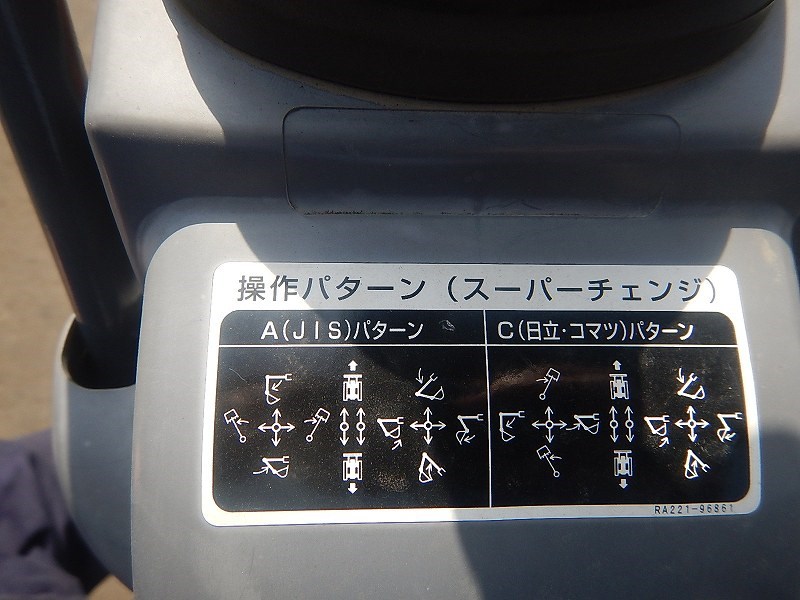 操作パターン（スーパーチェンジ）
A(JIS)パターン
C(日立・コマツ)パターン
RA221-96861